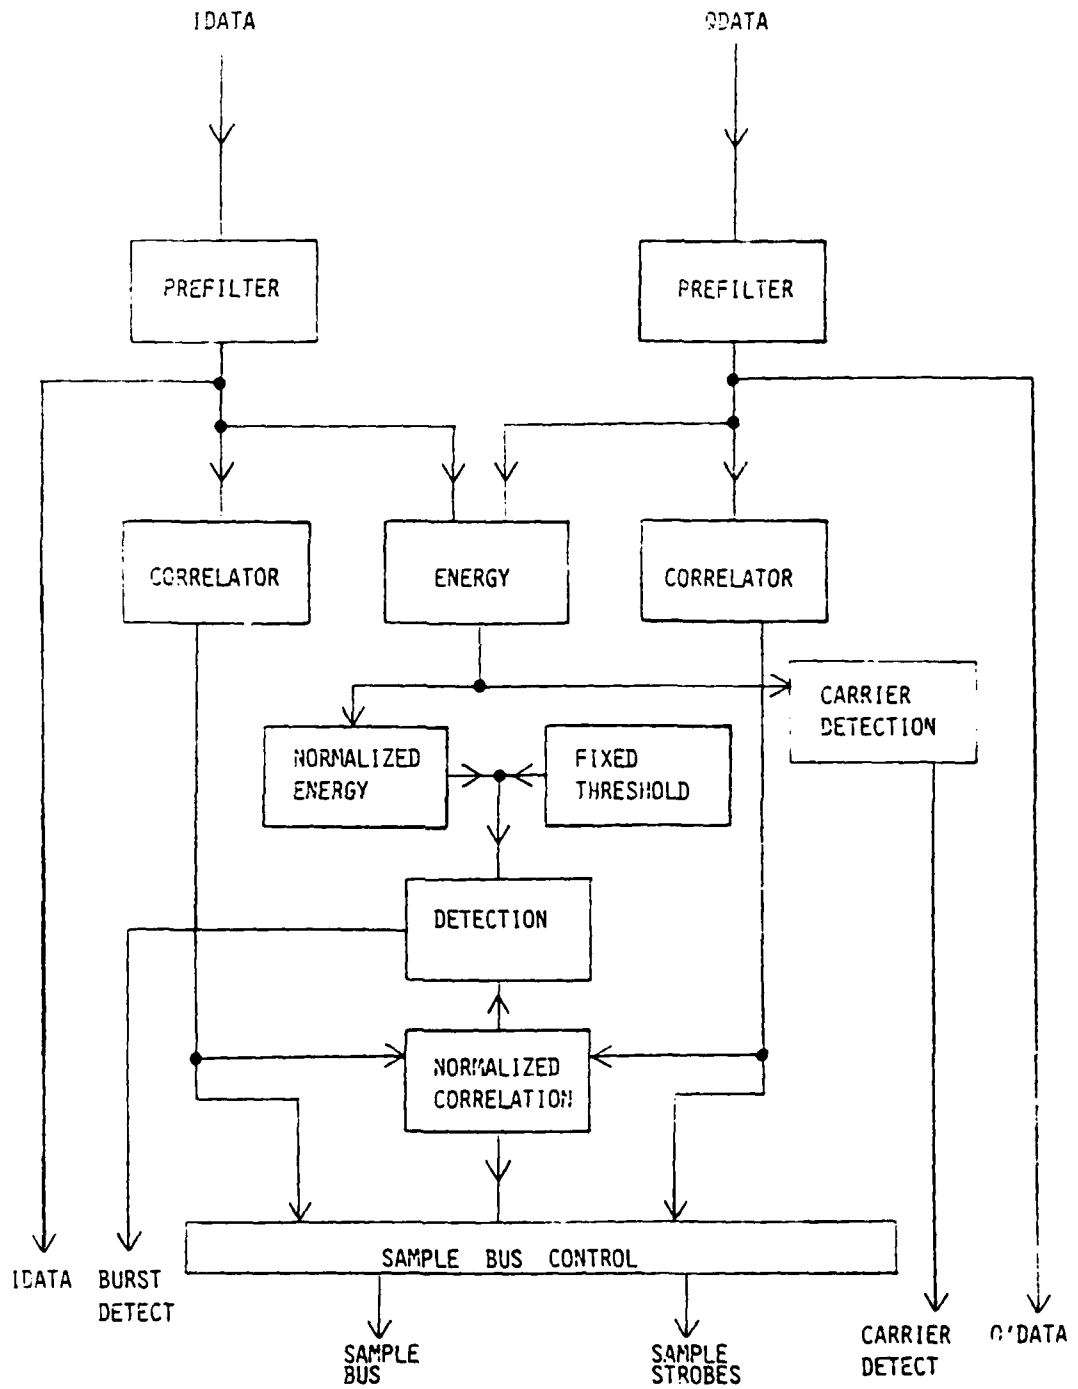 IDATA QDATA
PREFILTER PREFILTER
CORRELATOR ENERGY CORRELATOR
CARRIER
DETECTION
NORMALIZED
ENERGY
FIXED
THRESHOLD
DETECTION
NORMALIZED
CORRELATION
SAMPLE BUS CONTROL
IDATA
BURST
DETECT
SAMPLE
BUS
SAMPLE
STROBES
CARRIER
DETECT
Q'DATA